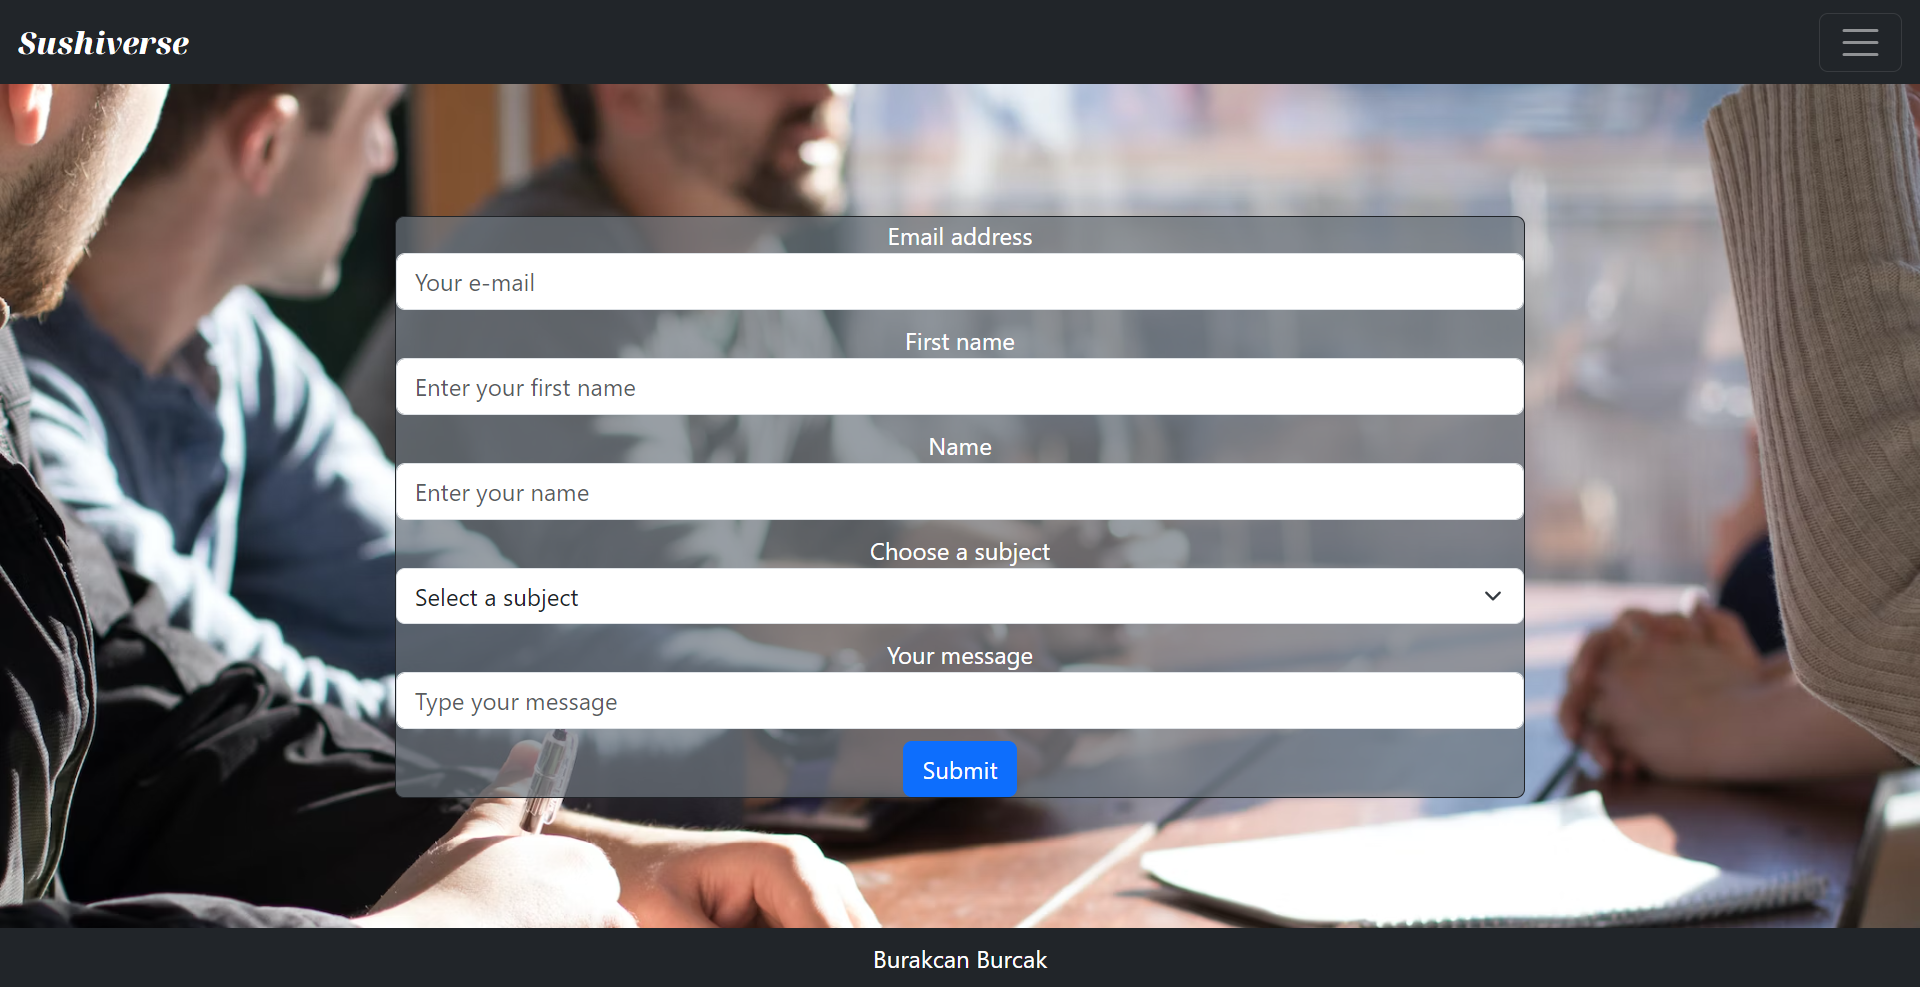 Sushiverse
Email address
Your e-mail
First name
Enter your first name
Name
Enter your name
Choose a subject
Select a subject
Your message
Type your message
Submit
Burakcan Burcak